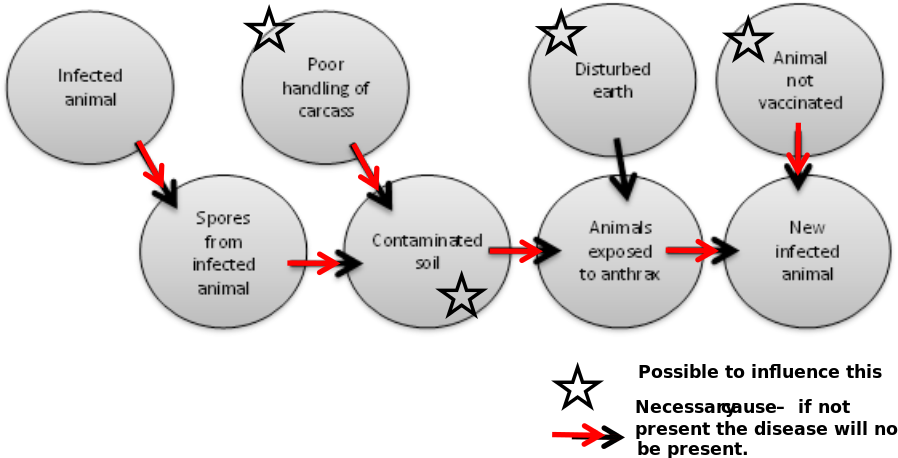 Infected
animal
Poor
handling of
carcass
Disturbed
earth
Animal
not
vaccinated
Spores
from
infected
animal
Contaminated
soil
Animals
exposed
to anthrax
New
infected
animal
Possible to influence this
Necessary cause– if not
present the disease will no
be present.